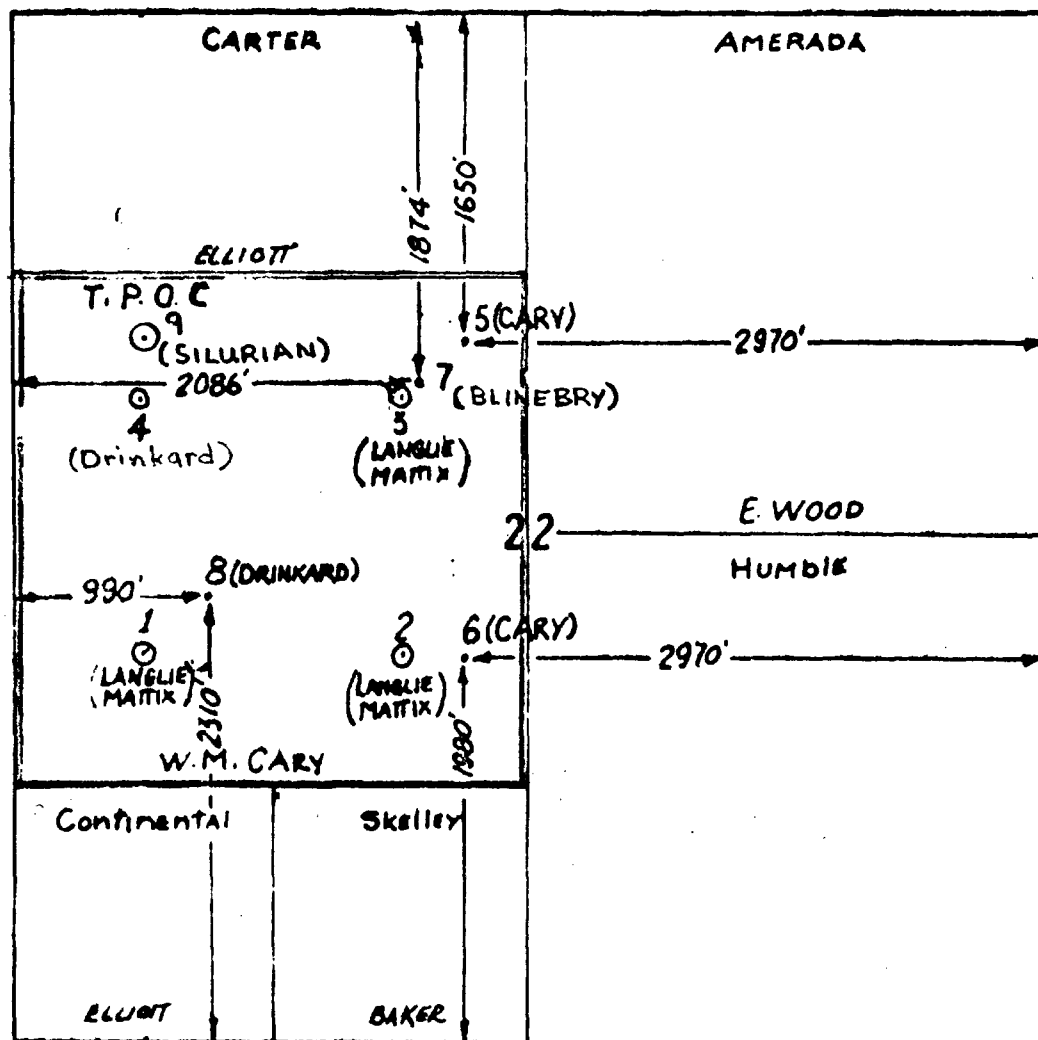 CARTER
AMERADA
1874'
1650'
ELLIOTT
T. P. O. C
9
(SILURIAN)
5(CARY)
2970'
2086'
7
(BLINEBRY)
4
(Drinkard)
3
(LANGLIE
MATTIX)
22
E. WOOD
HUMBLE
990'
8(DRINKARD)
1
(LANGLIE
MATTIX)
2
(LANGLIE
MATTIX)
6(CARY)
2970'
2310'
1980'
W. M. CARY
Continental
Skelley
ELLIOTT
BAKER